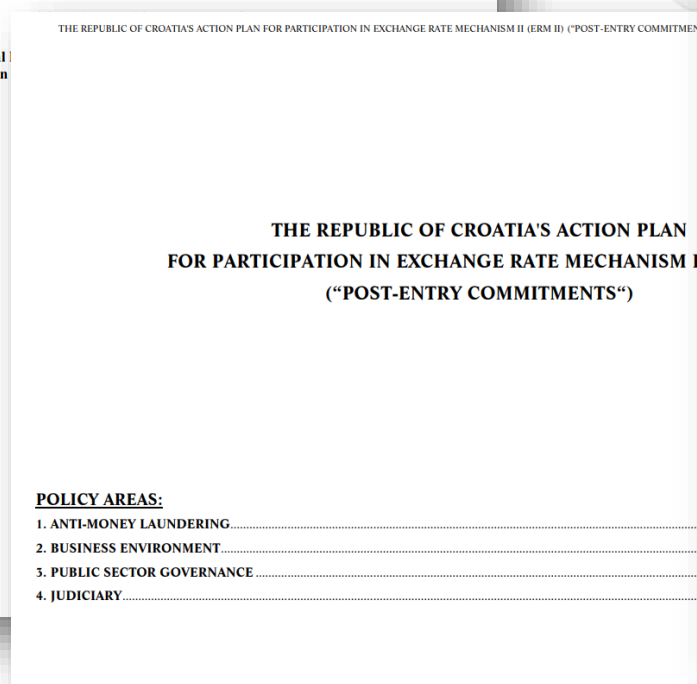 THE REPUBLIC OF CROATIA'S ACTION PLAN FOR PARTICIPATION IN EXCHANGE RATE MECHANISM II (ERM II) ("POST-ENTRY COMMITMEN
THE REPUBLIC OF CROATIA'S ACTION PLAN
FOR PARTICIPATION IN EXCHANGE RATE MECHANISM
(“POST-ENTRY COMMITMENTS“)
POLICY AREAS:
1. ANTI-MONEY LAUNDERING
2. BUSINESS ENVIRONMENT
3. PUBLIC SECTOR GOVERNANCE
4. JUDICIARY